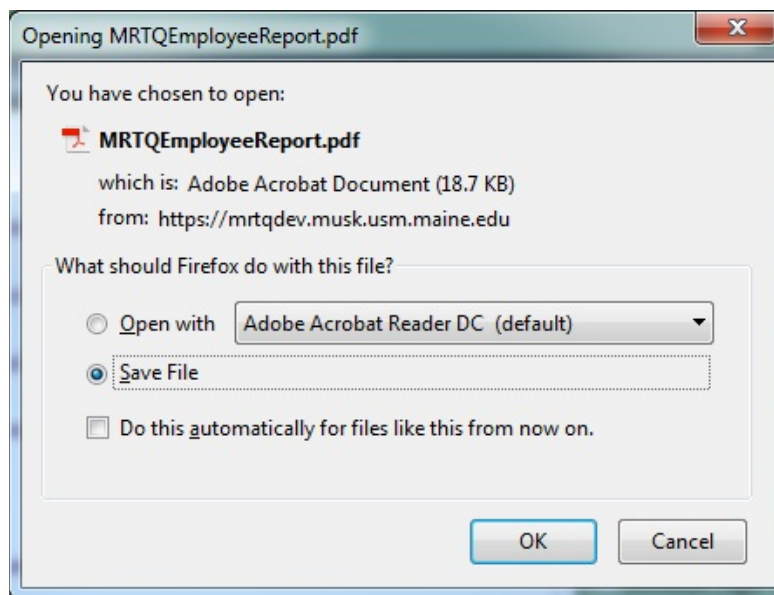 Opening MRTQEmployeeReport.pdf
You have chosen to open:
MRTQEmployeeReport.pdf
which is: Adobe Acrobat Document (18.7 KB)
from: https://mrtqdev.musk.usm.maine.edu
What should Firefox do with this file?
Open with Adobe Acrobat Reader DC (default)
Save File
Do this automatically for files like this from now on.
OK Cancel